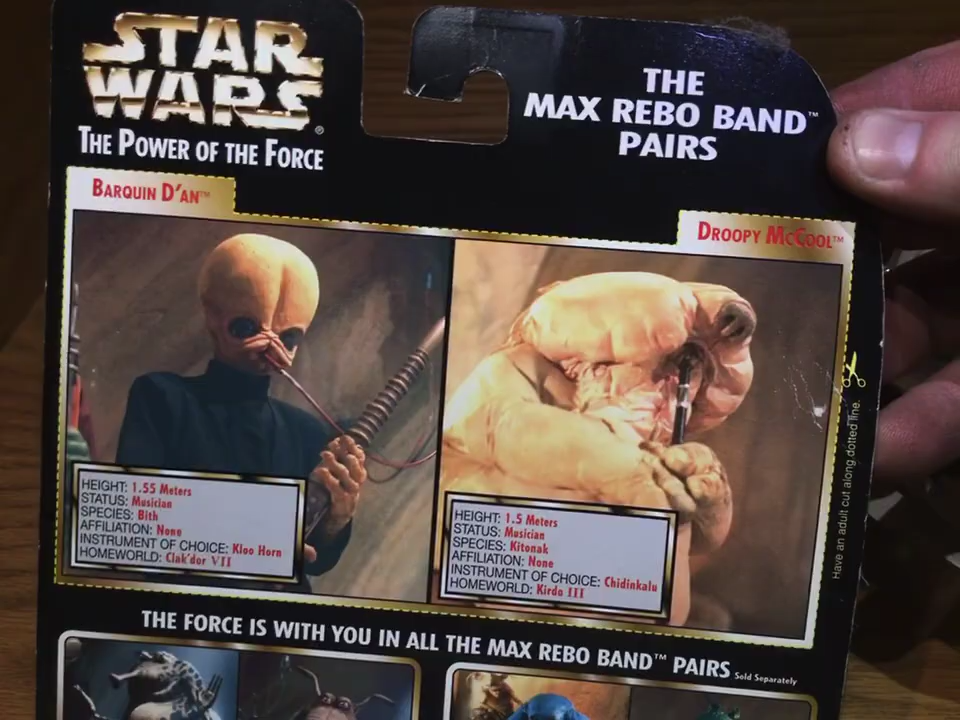 STAR
WARS®
THE POWER OF THE FORCE
THE
MAX REBO BAND™
PAIRS
BARQUIN D'AN™
DROOPY MCCOOL™
HEIGHT: 1.55 Meters
STATUS: Musician
SPECIES: Bith
AFFILIATION: None
INSTRUMENT OF CHOICE: Kloo Horn
HOMEWORLD: Clak'dor VII
HEIGHT: 1.5 Meters
STATUS: Musician
SPECIES: Kitonak
AFFILIATION: None
INSTRUMENT OF CHOICE: Chidinkalu
HOMEWORLD: Kirdo III
Have an adult cut along dotted line.
THE FORCE IS WITH YOU IN ALL THE MAX REBO BAND™ PAIRS Sold Separately